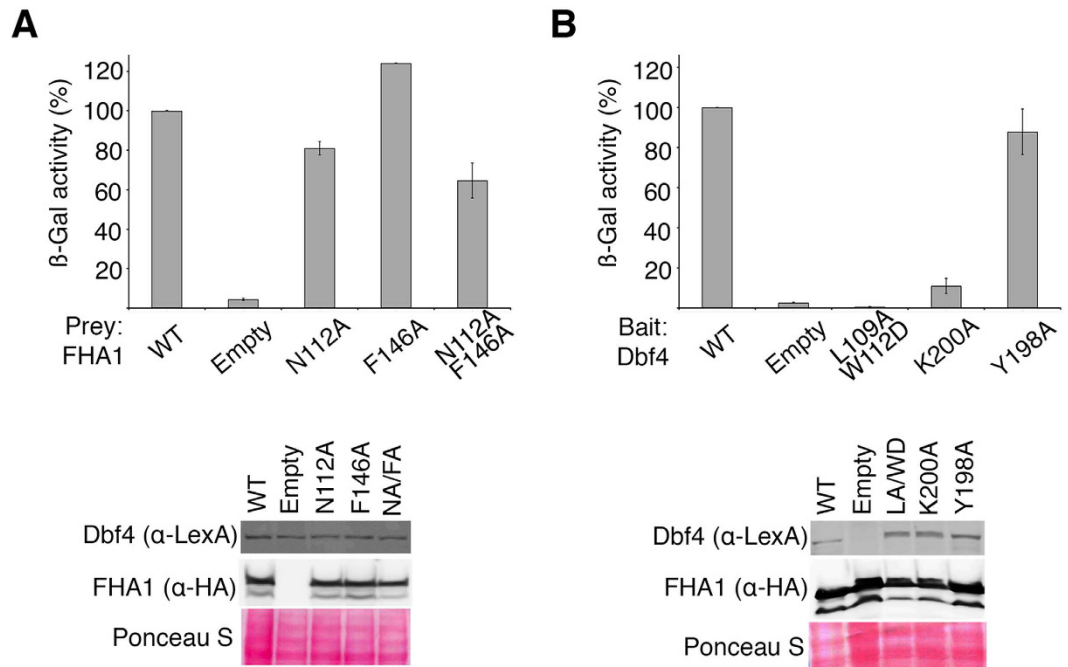 A
ß-Gal activity (%)
120
100
80
60
40
20
Prey:
FHA1
WT
Empty
N112A
F146A
N112A
F146A
WT
Empty
N112A
F146A
NA/FA
Dbf4 (α-LexA)
FHA1 (α-HA)
Ponceau S
B
ß-Gal activity (%)
120
100
80
60
40
20
Bait:
Dbf4
WT
Empty
L109A
W112D
K200A
Y198A
WT
Empty
LA/WD
K200A
Y198A
Dbf4 (α-LexA)
FHA1 (α-HA)
Ponceau S